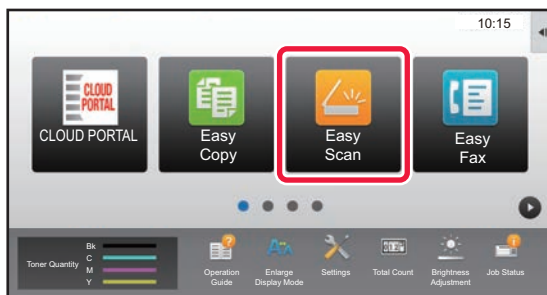 10:15
CLOUD
PORTAL
CLOUD PORTAL
Easy
Copy
Easy
Scan
Easy
Fax
Toner Quantity
Bk
C
M
Y
Operation
Guide
Enlarge
Display Mode
Settings
Total Count
Brightness
Adjustment
Job Status